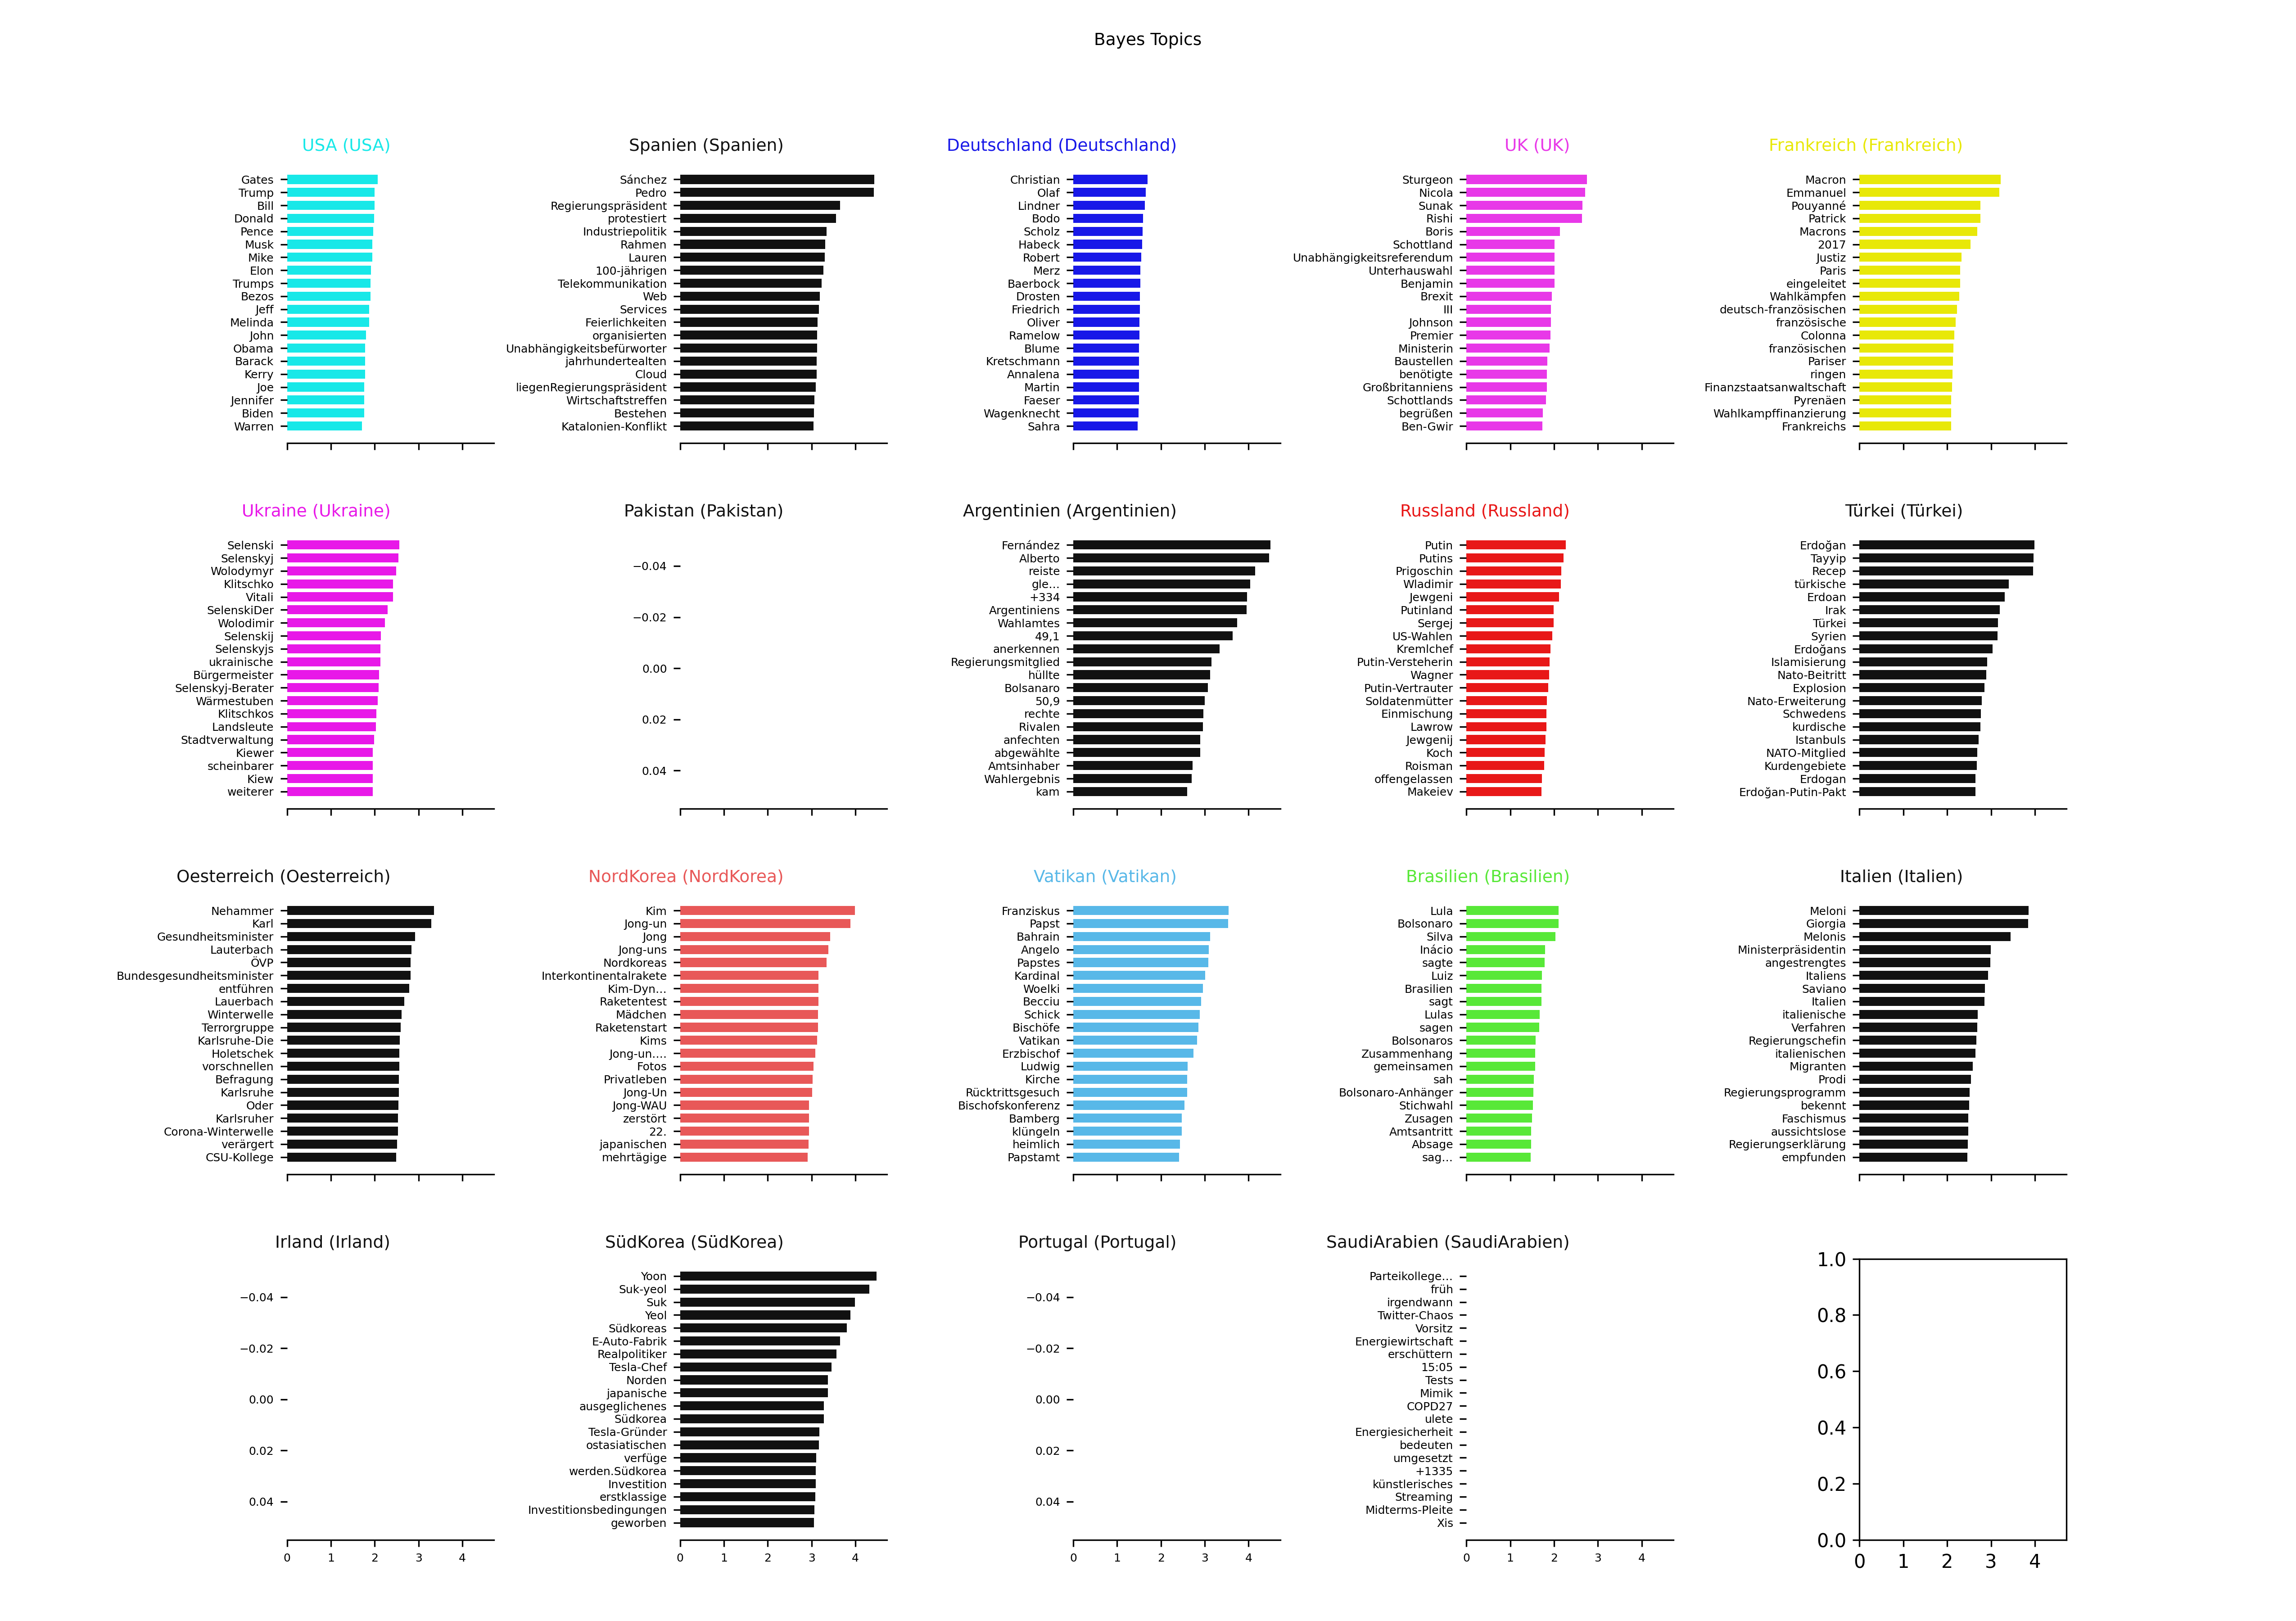 Bayes Topics
USA (USA)
Gates
Trump
Bill
Donald
Pence
Musk
Mike
Elon
Trumps
Bezos
Jeff
Melinda
John
Obama
Barack
Kerry
Joe
Jennifer
Biden
Warren
Spanien (Spanien)
Sánchez
Pedro
Regierungspräsident
protestiert
Industriepolitik
Rahmen
Lauren
100-jährigen
Telekommunikation
Web
Services
Feierlichkeiten
organisierten
Unabhängigkeitsbefürworter
jahrhundertealten
Cloud
liegenRegierungspräsident
Wirtschaftstreffen
Bestehen
Katalonien-Konflikt
Deutschland (Deutschland)
Christian
Olaf
Lindner
Bodo
Scholz
Habeck
Robert
Merz
Baerbock
Drosten
Friedrich
Oliver
Ramelow
Blume
Kretschmann
Annalena
Martin
Faeser
Wagenknecht
Sahra
UK (UK)
Sturgeon
Nicola
Sunak
Rishi
Boris
Schottland
Unabhängigkeitsreferendum
Unterhauswahl
Benjamin
Brexit
III
Johnson
Premier
Ministerin
Baustellen
benötigte
Großbritanniens
Schottlands
begrüßen
Ben-Gwir
Frankreich (Frankreich)
Macron
Emmanuel
Pouyanné
Patrick
Macrons
2017
Justiz
Paris
eingeleitet
Wahlkämpfen
deutsch-französischen
französische
Colonna
französischen
Pariser
ringen
Finanzstaatsanwaltschaft
Pyrenäen
Wahlkampffinanzierung
Frankreichs
Ukraine (Ukraine)
Selenski
Selenskyj
Wolodymyr
Klitschko
Vitali
SelenskiDer
Wolodimir
Selenskij
Selenskyjs
ukrainische
Bürgermeister
Selenskyj-Berater
Wärmestuben
Klitschkos
Landsleute
Stadtverwaltung
Kiewer
scheinbarer
Kiew
weiterer
Pakistan (Pakistan)
−0.04
−0.02
0.00
0.02
0.04
Argentinien (Argentinien)
Fernández
Alberto
reiste
gle…
+334
Argentiniens
Wahlamtes
49,1
anerkennen
Regierungsmitglied
hüllte
Bolsanaro
50,9
rechte
Rivalen
anfechten
abgewählte
Amtsinhaber
Wahlergebnis
kam
Russland (Russland)
Putin
Putins
Prigoschin
Wladimir
Jewgeni
Putinland
Sergej
US-Wahlen
Kremlchef
Putin-Versteherin
Wagner
Putin-Vertrauter
Soldatenmütter
Einmischung
Lawrow
Jewgenij
Koch
Roisman
offengelassen
Makeiev
Türkei (Türkei)
Erdoğan
Tayyip
Recep
türkische
Erdoan
Irak
Türkei
Syrien
Erdoğans
Islamisierung
Nato-Beitritt
Explosion
Nato-Erweiterung
Schwedens
kurdische
Istanbuls
NATO-Mitglied
Kurdengebiete
Erdogan
Erdoğan-Putin-Pakt
Oesterreich (Oesterreich)
Nehammer
Karl
Gesundheitsminister
Lauterbach
ÖVP
Bundesgesundheitsminister
entführen
Lauerbach
Winterwelle
Terrorgruppe
Karlsruhe-Die
Holetschek
vorschnellen
Befragung
Karlsruhe
Oder
Karlsruher
Corona-Winterwelle
verärgert
CSU-Kollege
NordKorea (NordKorea)
Kim
Jong-un
Jong
Jong-uns
Nordkoreas
Interkontinentalrakete
Kim-Dyn…
Raketentest
Mädchen
Raketenstart
Kims
Jong-un.…
Fotos
Privatleben
Jong-Un
Jong-WAU
zerstört
22.
japanischen
mehrtägige
Vatikan (Vatikan)
Franziskus
Papst
Bahrain
Angelo
Papstes
Kardinal
Woelki
Becciu
Schick
Bischöfe
Vatikan
Erzbischof
Ludwig
Kirche
Rücktrittsgesuch
Bischofskonferenz
Bamberg
klüngeln
heimlich
Papstamt
Brasilien (Brasilien)
Lula
Bolsonaro
Silva
Inácio
sagte
Luiz
Brasilien
sagt
Lulas
sagen
Bolsonaros
Zusammenhang
gemeinsamen
sah
Bolsonaro-Anhänger
Stichwahl
Zusagen
Amtsantritt
Absage
sag…
Italien (Italien)
Meloni
Giorgia
Melonis
Ministerpräsidentin
angestrengtes
Italiens
Saviano
Italien
italienische
Verfahren
Regierungschefin
italienischen
Migranten
Prodi
Regierungsprogramm
bekennt
Faschismus
aussichtslose
Regierungserklärung
empfunden
Irland (Irland)
−0.04
−0.02
0.00
0.02
0.04
0 1 2 3 4
SüdKorea (SüdKorea)
Yoon
Suk-yeol
Suk
Yeol
Südkoreas
E-Auto-Fabrik
Realpolitiker
Tesla-Chef
Norden
japanische
ausgeglichenes
Südkorea
Tesla-Gründer
ostasiatischen
verfüge
werden.Südkorea
Investition
erstklassige
Investitionsbedingungen
geworben
0 1 2 3 4
Portugal (Portugal)
−0.04
−0.02
0.00
0.02
0.04
0 1 2 3 4
SaudiArabien (SaudiArabien)
Parteikollege…
früh
irgendwann
Twitter-Chaos
Vorsitz
Energiewirtschaft
erschüttern
15:05
Tests
Mimik
COPD27
ulete
Energiesicherheit
bedeuten
umgesetzt
+1335
künstlerisches
Streaming
Midterms-Pleite
Xis
0 1 2 3 4
1.0
0.8
0.6
0.4
0.2
0.0
0 1 2 3 4